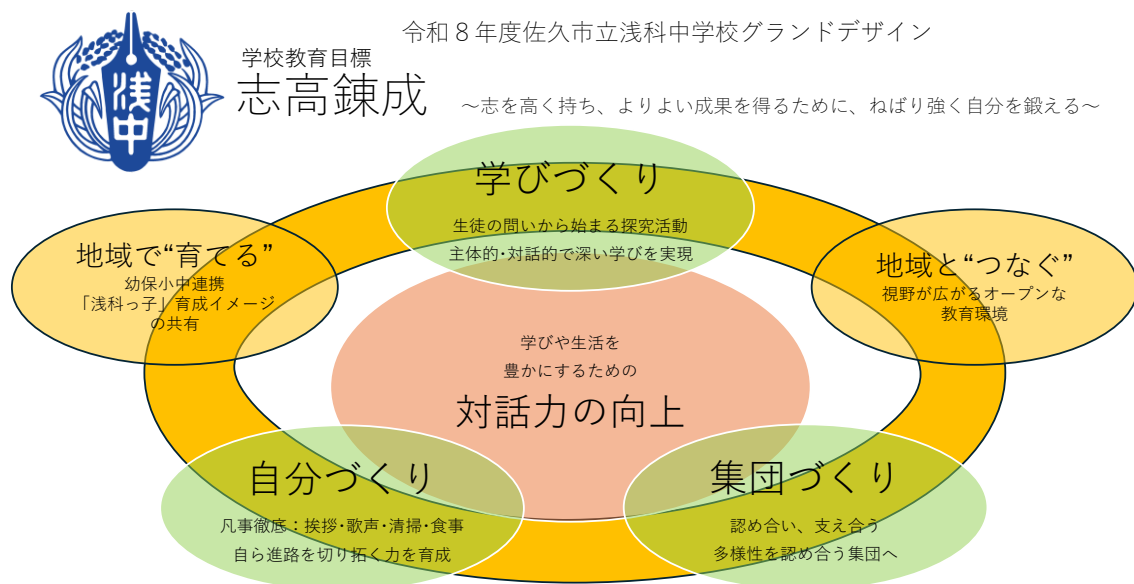 令和8年度佐久市立浅科中学校グランドデザイン
浅
中
学校教育目標
志高錬成
～志を高く持ち、よりよい成果を得るために、ねばり強く自分を鍛える～
学びづくり
生徒の問いから始まる探究活動
主体的・対話的で深い学びを実現
地域で“育てる”
幼保小中連携
「浅科っ子」育成イメージ
の共有
地域と“つなぐ”
視野が広がるオープンな
教育環境
学びや生活を
豊かにするための
対話力の向上
自分づくり
凡事徹底：挨拶・歌声・清掃・食事
自ら進路を切り拓く力を育成
集団づくり
認め合い、支え合う
多様性を認め合う集団へ